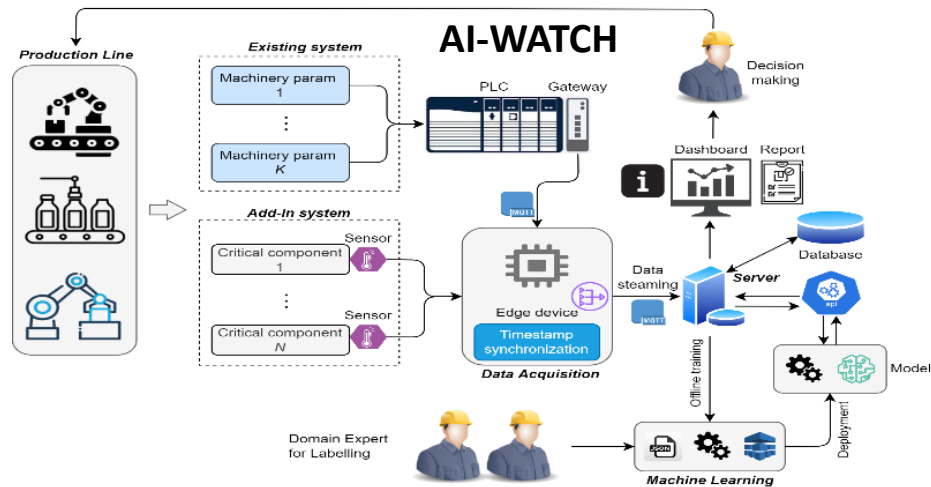 AI-WATCH
Production Line
Existing system
Machinery param
1
⋮
Machinery param
K
PLC
Gateway
Decision
making
Dashboard
Report
i
MQTT
Add-In system
Sensor
Critical component
1
⋮
Sensor
Critical component
N
Edge device
Timestamp
synchronization
Data Acquisition
Data
steaming
MQTT
Server
Database
api
Model
Offline training
Deployment
Domain Expert
for Labelling
JSON
Machine Learning